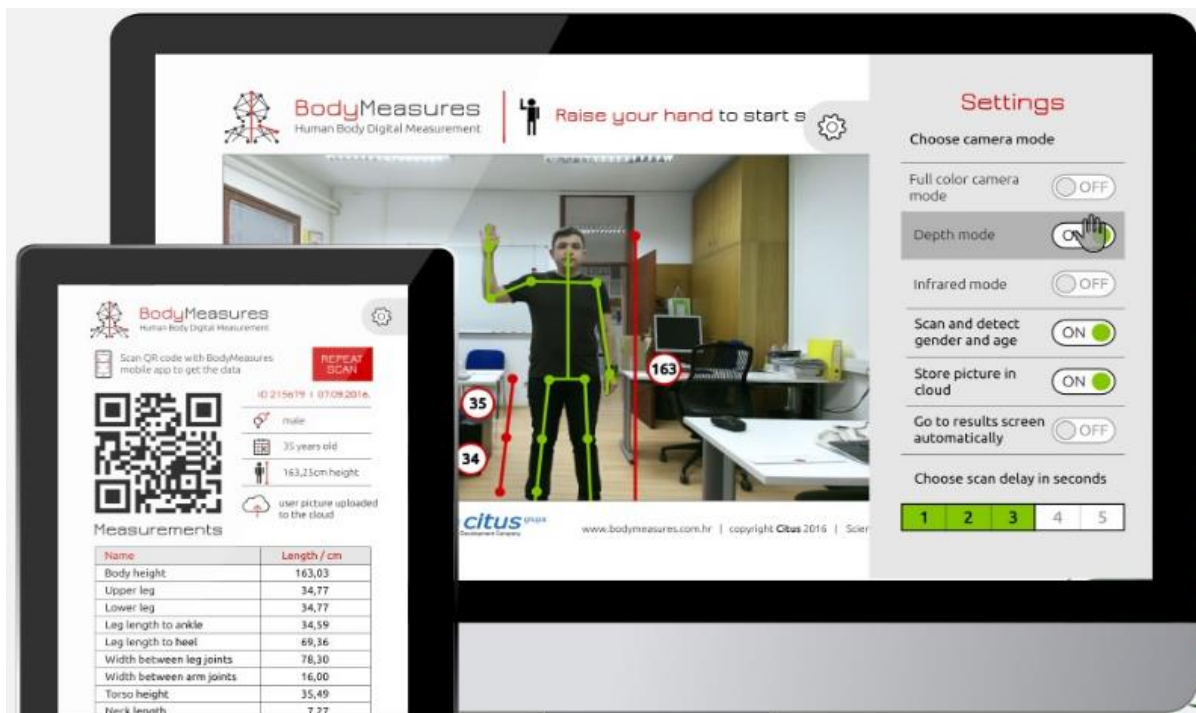 BodyMeasures
Human Body Digital Measurement
Raise your hand to start s
Settings
Choose camera mode
Full color camera
mode
OFF
Depth mode
Infrared mode
OFF
Scan and detect
gender and age
ON
Store picture in
cloud
ON
Go to results screen
automatically
OFF
Choose scan delay in seconds
1 2 3 4 5
163
35
34
citus grupa
Development Company
www.bodymeasures.com.hr | copyright Citus 2016 | Scien
BodyMeasures
Human Body Digital Measurement
Scan QR code with BodyMeasures
mobile app to get the data
REPEAT
SCAN
ID 215679 | 07.09.2016.
male
35 years old
163,23cm height
user picture uploaded
to the cloud
Measurements
Name Length / cm
Body height 163,03
Upper leg 34,77
Lower leg 34,77
Leg length to ankle 34,59
Leg length to heel 69,36
Width between leg joints 78,30
Width between arm joints 16,00
Torso height 35,49
Neck length 7,27